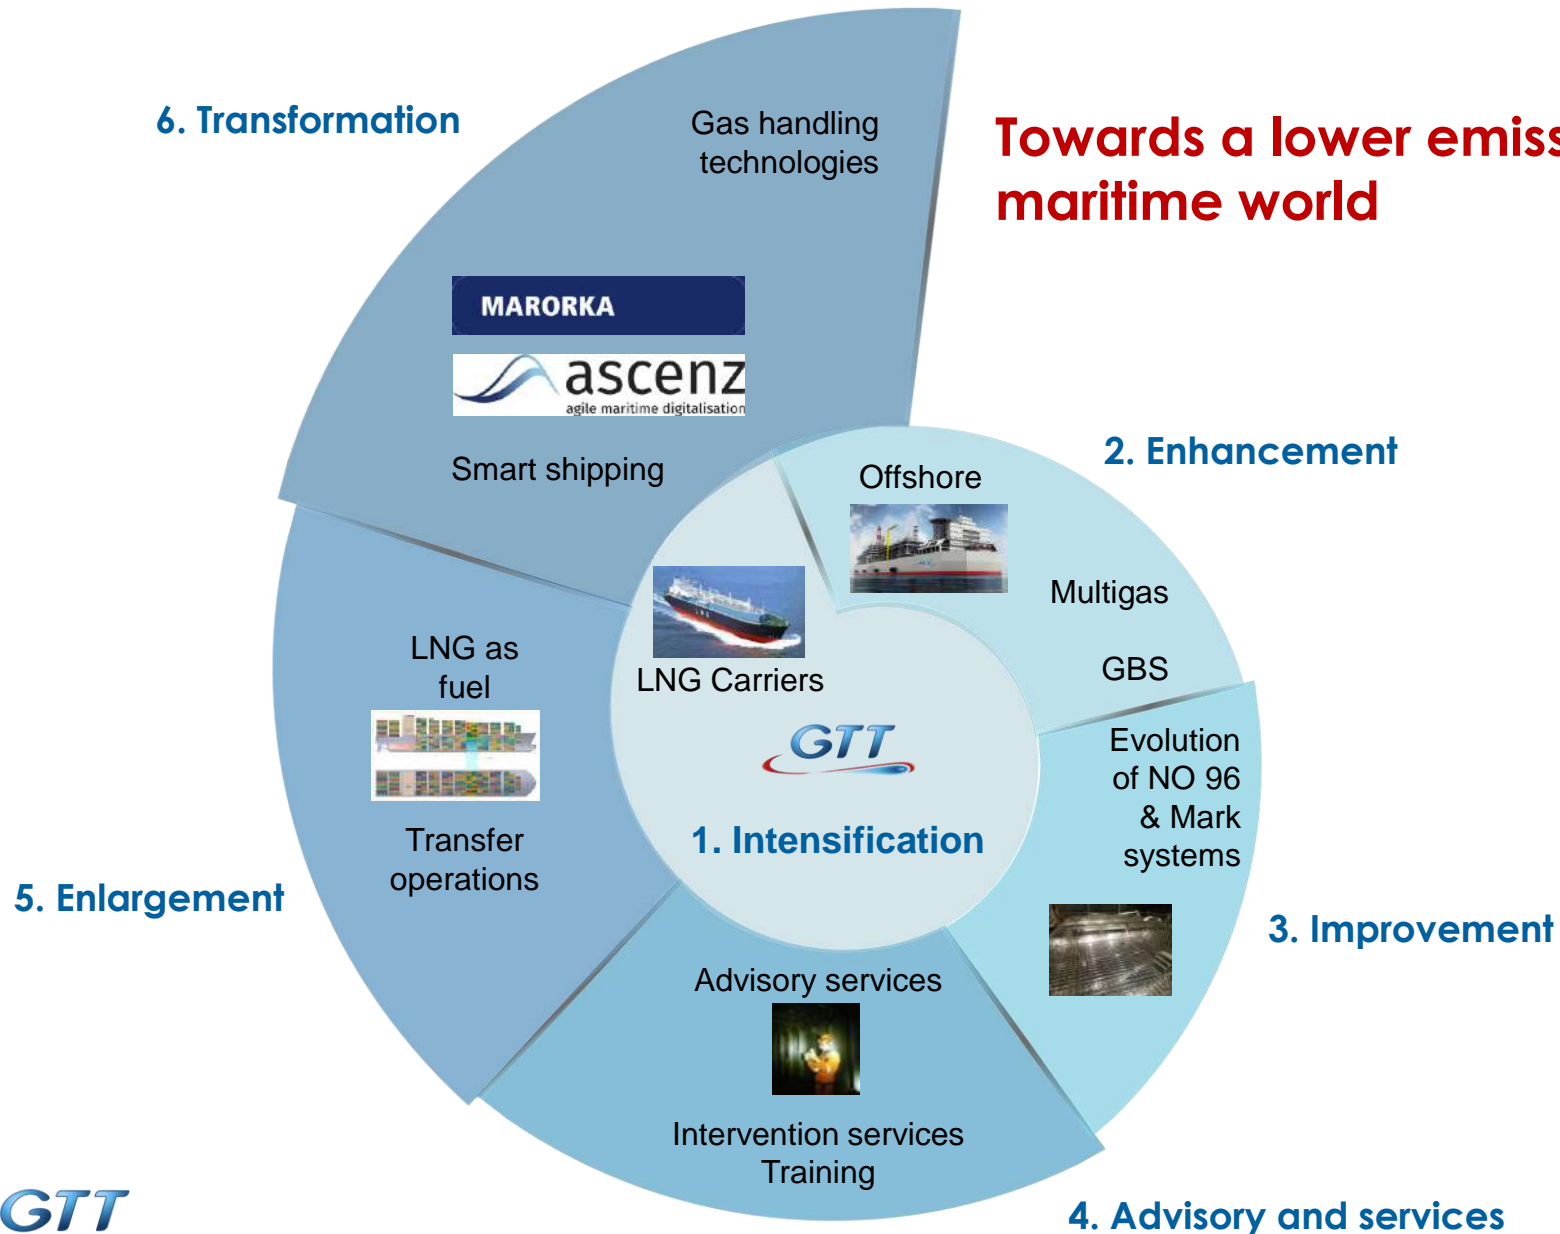 6. Transformation
Gas handling
technologies
Towards a lower emiss
maritime world
MARORKA
ascenz
agile maritime digitalisation
Smart shipping
2. Enhancement
Offshore
Multigas
GBS
LNG Carriers
LNG as
fuel
GTT
Evolution
of NO 96
& Mark
systems
1. Intensification
Transfer
operations
5. Enlargement
3. Improvement
Advisory services
Intervention services
Training
4. Advisory and services
GTT